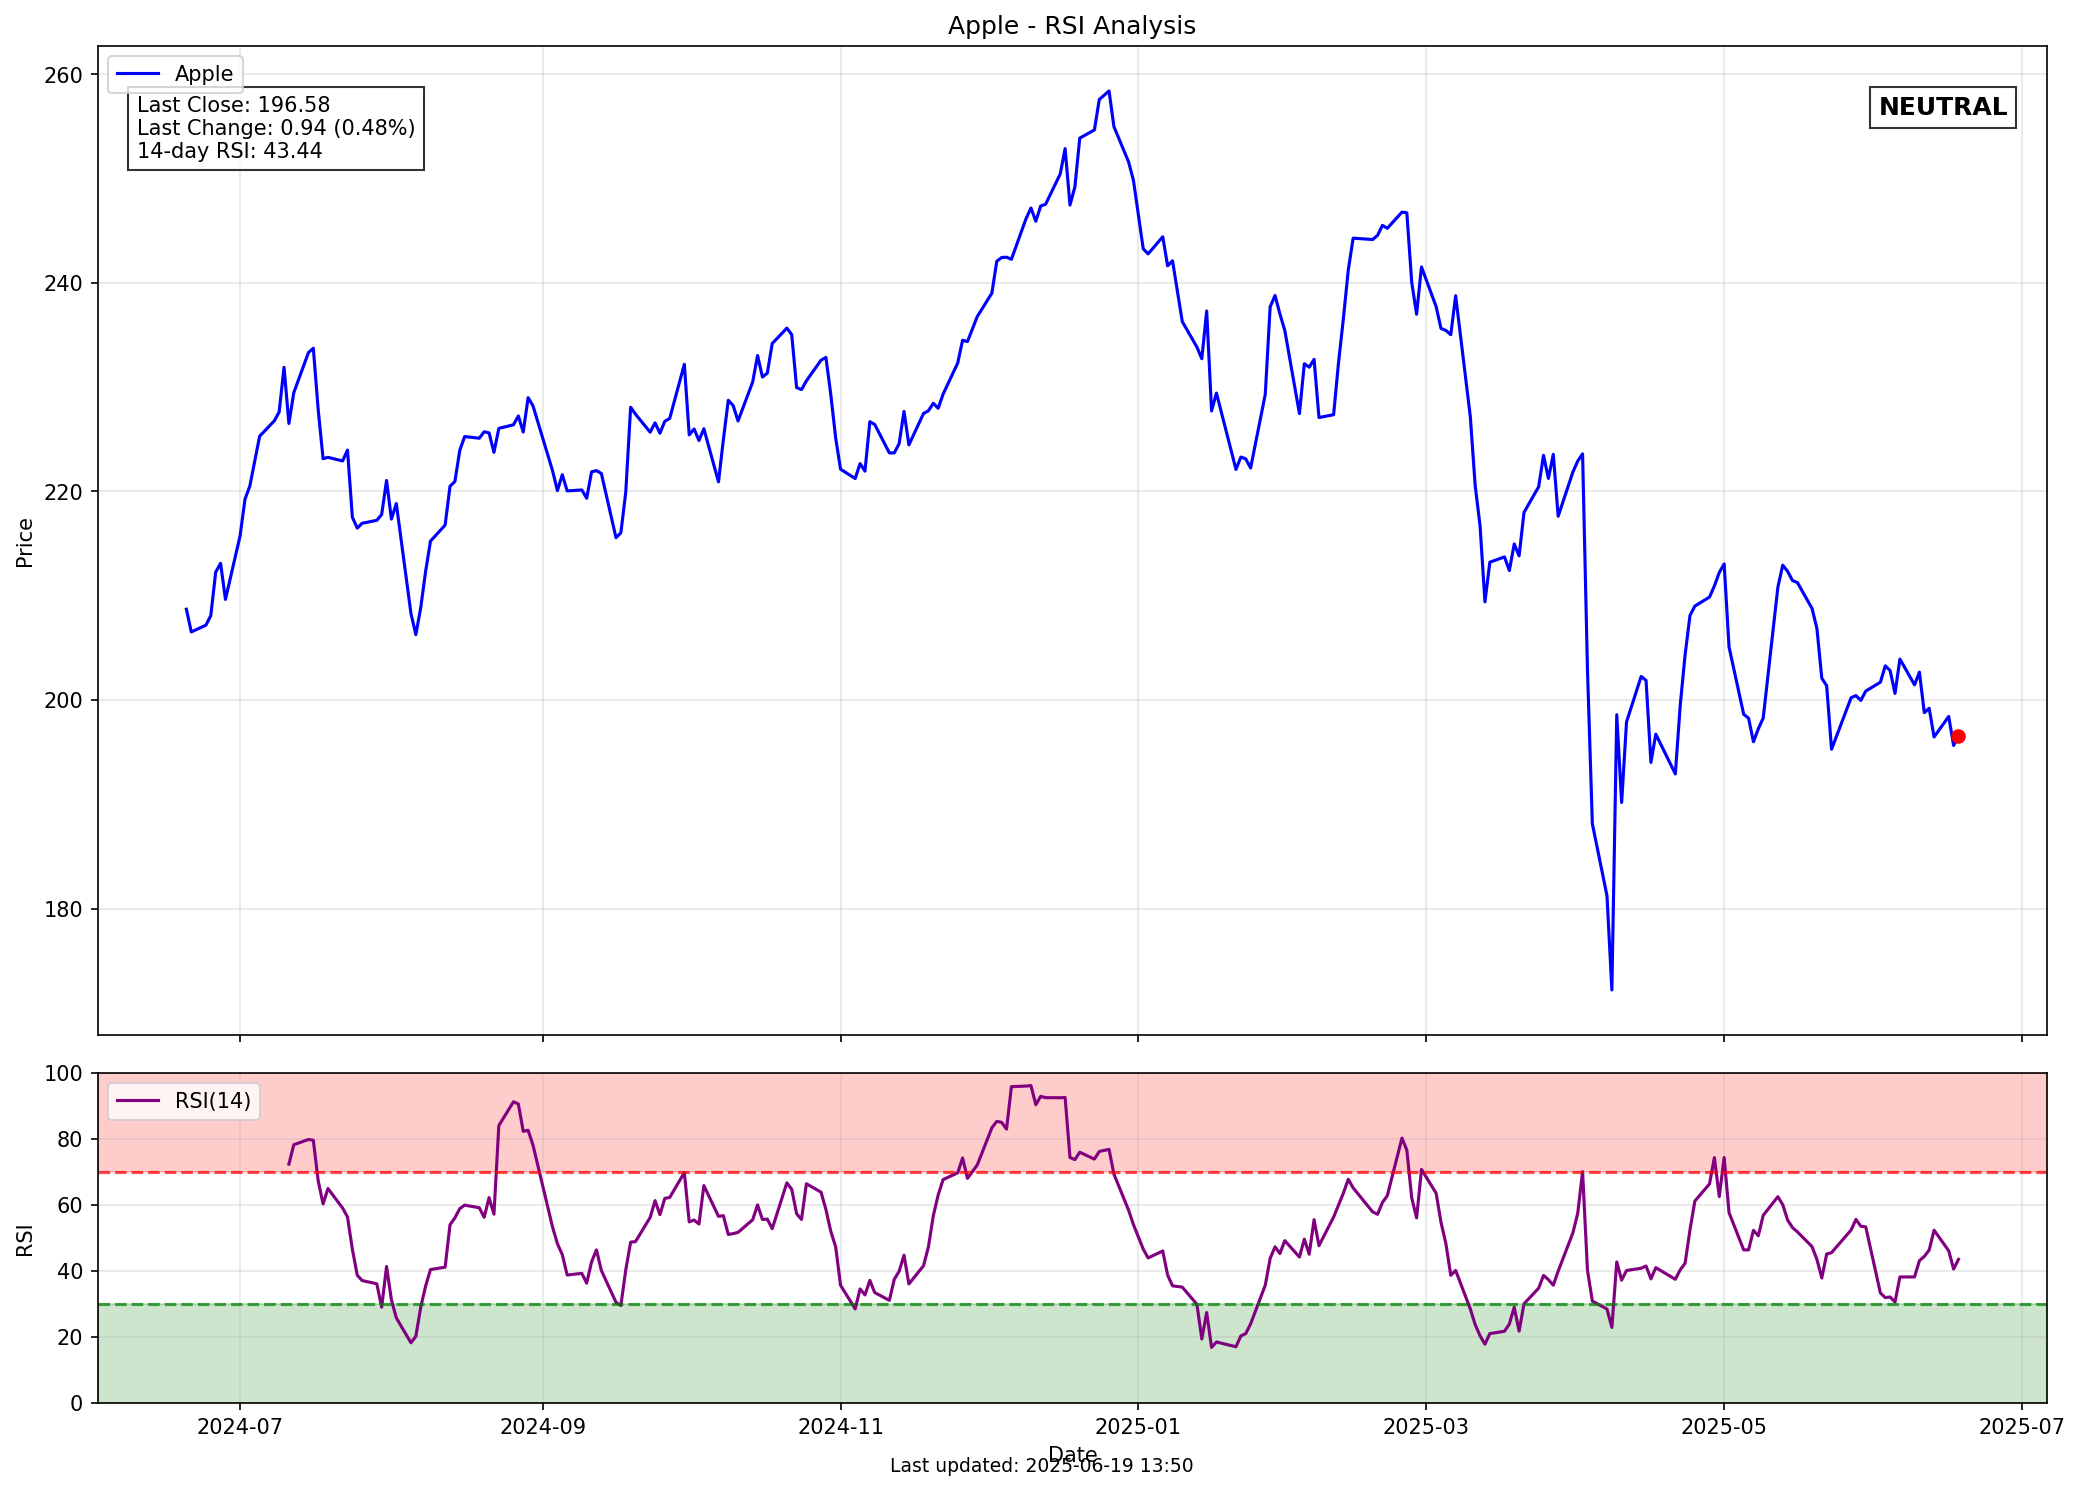 Apple - RSI Analysis
Apple
Last Close: 196.58
Last Change: 0.94 (0.48%)
14-day RSI: 43.44
NEUTRAL
Price
260
240
220
200
180
RSI(14)
RSI
100
80
60
40
20
0
2024-07
2024-09
2024-11
2025-01
2025-03
2025-05
2025-07
Date
Last updated: 2025-06-19 13:50